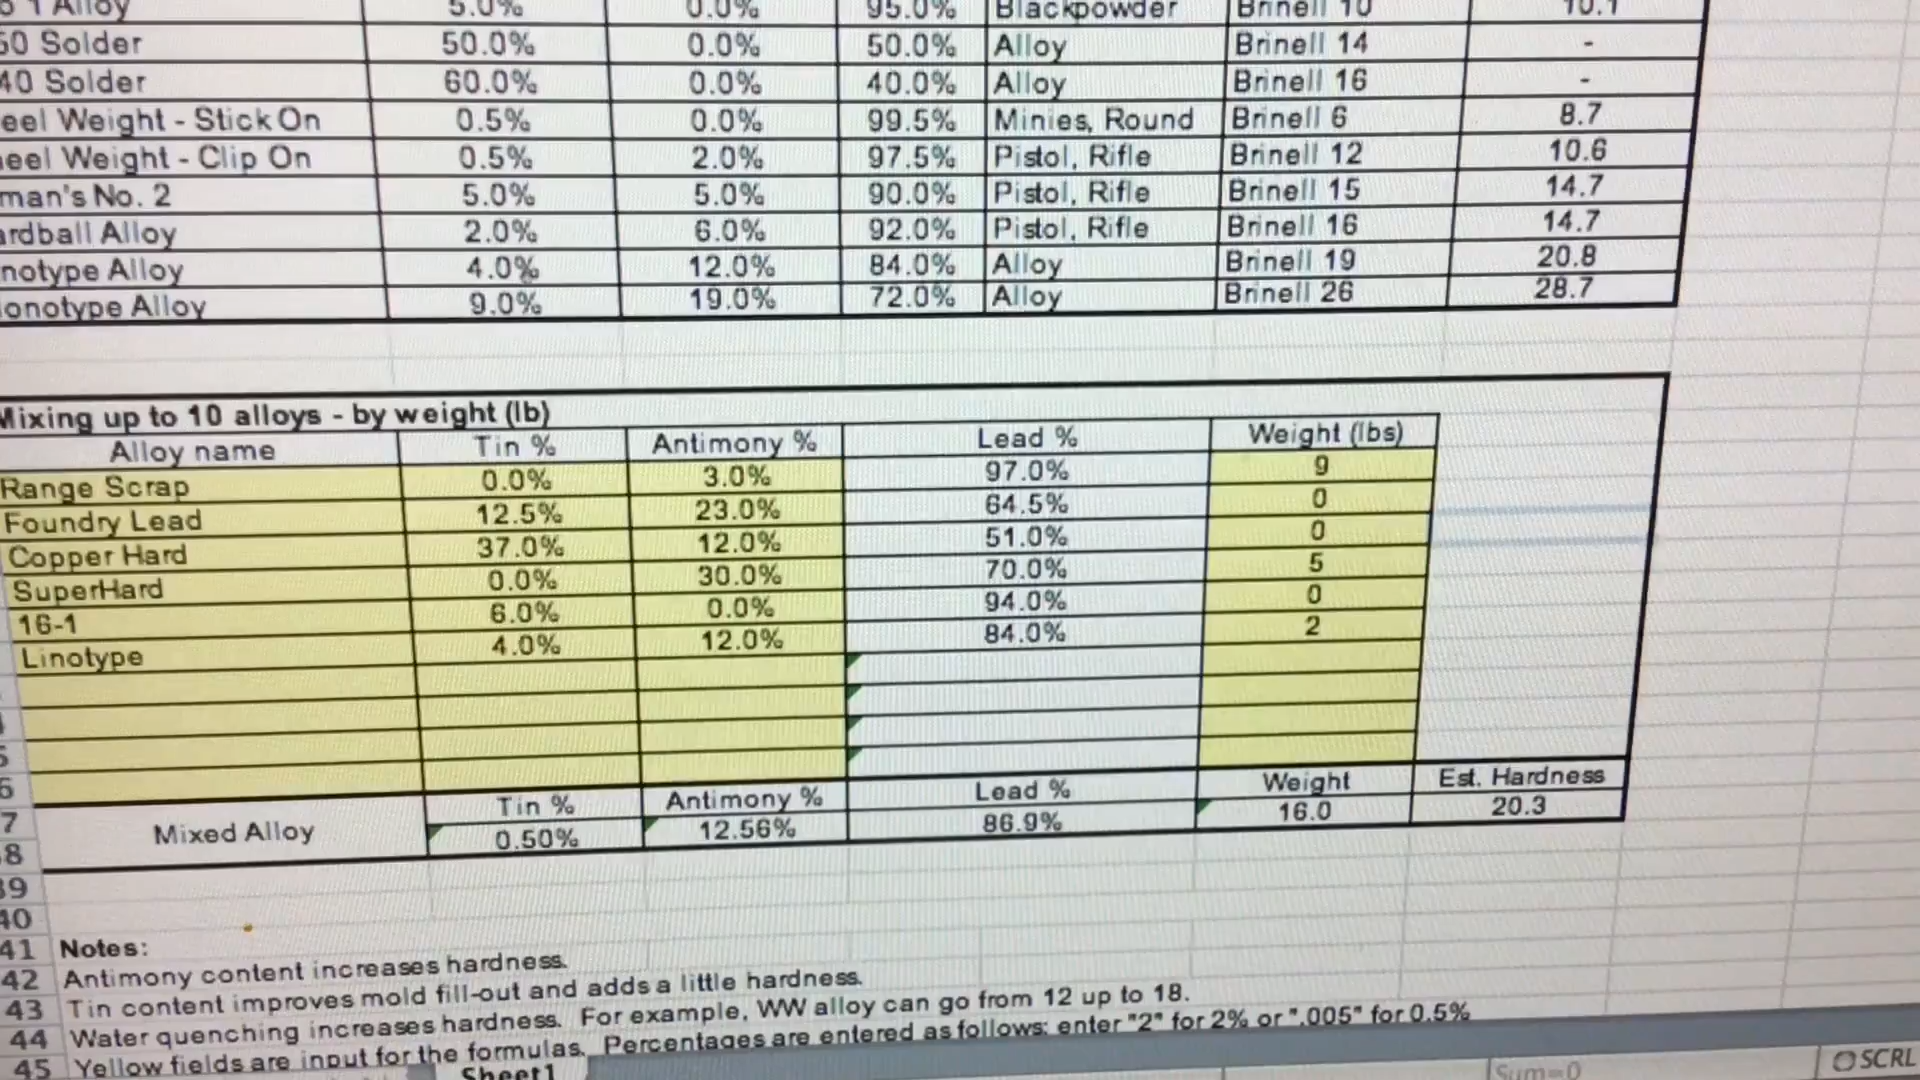 1 Alloy 5.0% 0.0% 95.0% Blackpowder Brinell 10 10.1
50 Solder 50.0% 0.0% 50.0% Alloy Brinell 14 -
40 Solder 60.0% 0.0% 40.0% Alloy Brinell 16 -
eel Weight - Stick On 0.5% 0.0% 99.5% Minies, Round Brinell 6 8.7
eel Weight - Clip On 0.5% 2.0% 97.5% Pistol, Rifle Brinell 12 10.6
man's No. 2 5.0% 5.0% 90.0% Pistol, Rifle Brinell 15 14.7
ardball Alloy 2.0% 6.0% 92.0% Pistol, Rifle Brinell 16 14.7
notype Alloy 4.0% 12.0% 84.0% Alloy Brinell 19 20.8
onotype Alloy 9.0% 19.0% 72.0% Alloy Brinell 26 28.7
Mixing up to 10 alloys - by weight (lb)
Alloy name Tin % Antimony % Lead % Weight (lbs)
Range Scrap 0.0% 3.0% 97.0% 9
Foundry Lead 12.5% 23.0% 64.5% 0
Copper Hard 37.0% 12.0% 51.0% 0
SuperHard 0.0% 30.0% 70.0% 5
16-1 6.0% 0.0% 94.0% 0
Linotype 4.0% 12.0% 84.0% 2
5
6 Tin % Antimony % Lead % Weight Est. Hardness
7 Mixed Alloy 0.50% 12.56% 86.9% 16.0 20.3
38
39
40
41 Notes:
42 Antimony content increases hardness.
43 Tin content improves mold fill-out and adds a little hardness.
44 Water quenching increases hardness. For example, WW alloy can go from 12 up to 18.
45 Yellow fields are input for the formulas. Percentages are entered as follows: enter "2" for 2% or ".005" for 0.5%
Sheet1
Sum=0 SCRL